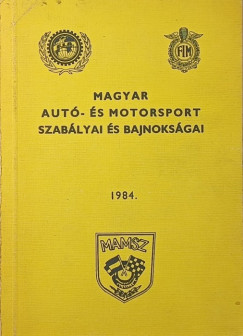 FIM
MAGYAR
AUTÓ- ÉS MOTORSPORT
SZABÁLYAI ÉS BAJNOKSÁGAI
1984.
MAMSZ